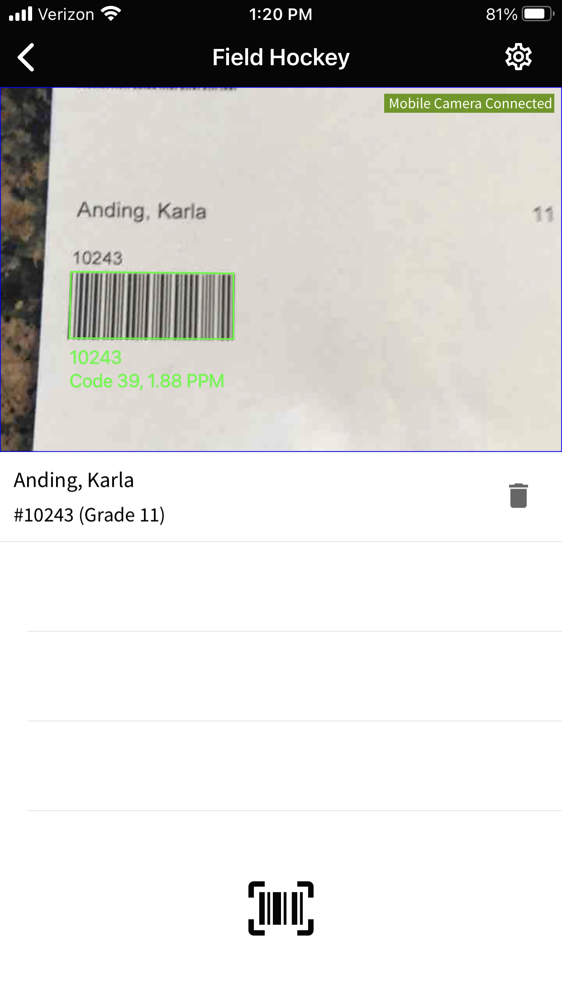 Verizon 1:20 PM 81%
Field Hockey
Mobile Camera Connected
Anding, Karla 11
10243
10243
Code 39, 1.88 PPM
Anding, Karla
#10243 (Grade 11)